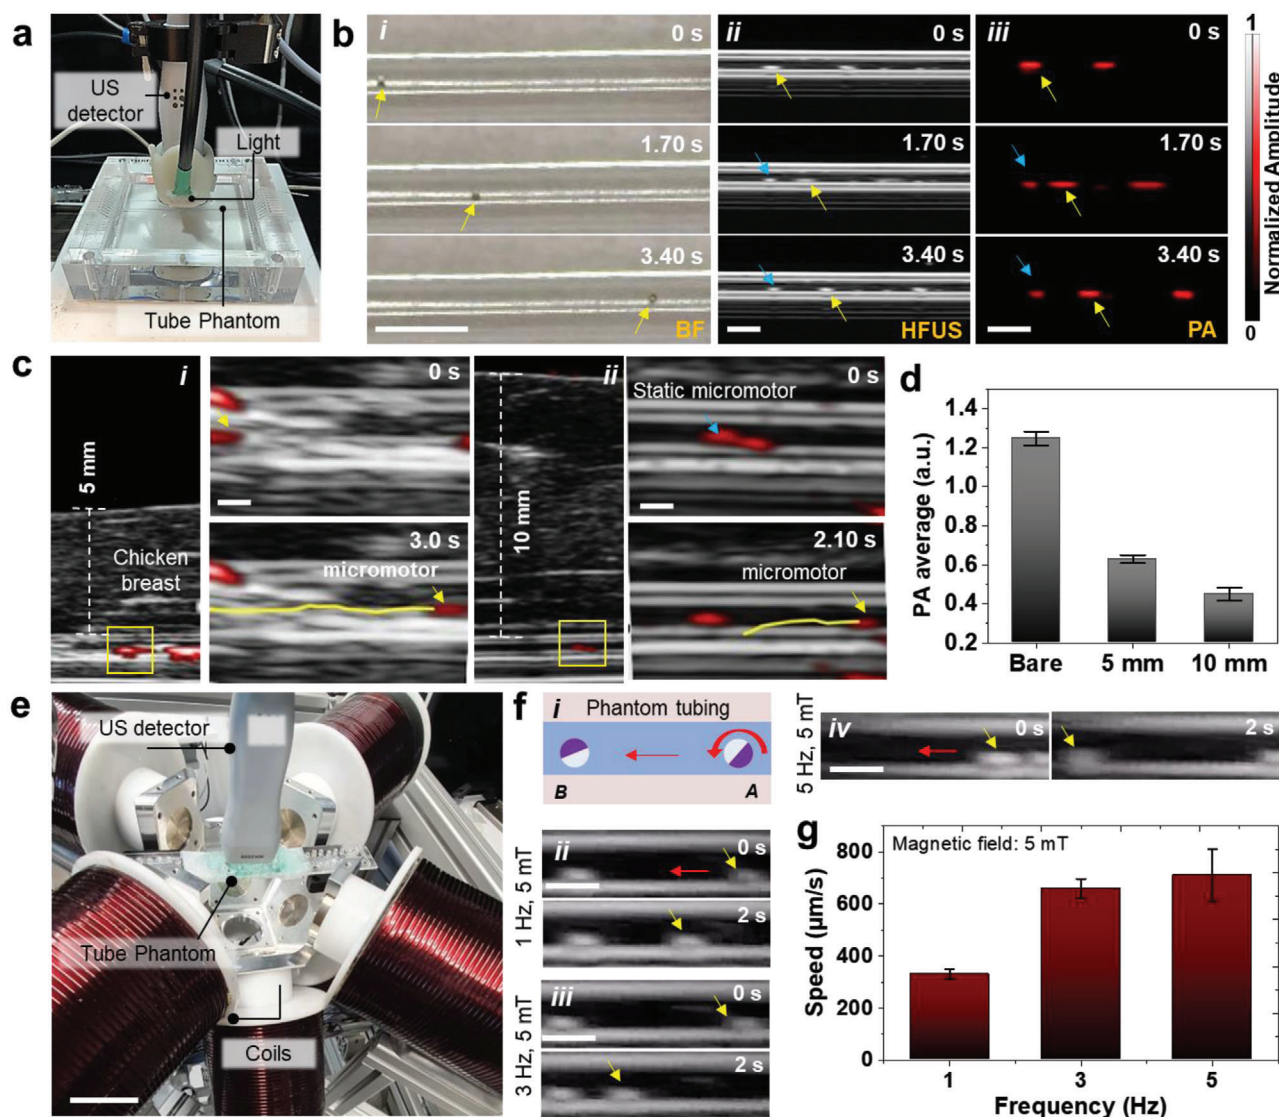 a
US
detector
Light
Tube Phantom
b
i
0 s
1.70 s
3.40 s
BF
ii
0 s
1.70 s
3.40 s
HFUS
iii
0 s
1.70 s
3.40 s
PA
1
Normalized Amplitude
0
c
i
5 mm
Chicken
breast
0 s
3.0 s
micromotor
ii
10 mm
0 s
Static micromotor
2.10 s
micromotor
d
PA average (a.u.)
1.4
1.2
1.0
0.8
0.6
0.4
0.2
Bare
5 mm
10 mm
e
US detector
Tube Phantom
Coils
f
i
Phantom tubing
B
A
1 Hz, 5 mT
ii
0 s
2 s
3 Hz, 5 mT
iii
0 s
2 s
5 Hz, 5 mT
iv
0 s
2 s
g
Magnetic field: 5 mT
Speed (μm/s)
800
600
400
200
0
1
3
5
Frequency (Hz)